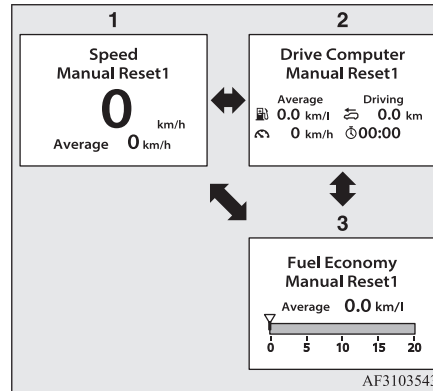 1
Speed
Manual Reset1
0 km/h
Average 0 km/h
2
Drive Computer
Manual Reset1
Average Driving
0.0 km/l 0.0 km
0 km/h 00:00
3
Fuel Economy
Manual Reset1
Average 0.0 km/l
0 5 10 15 20
AF3103543